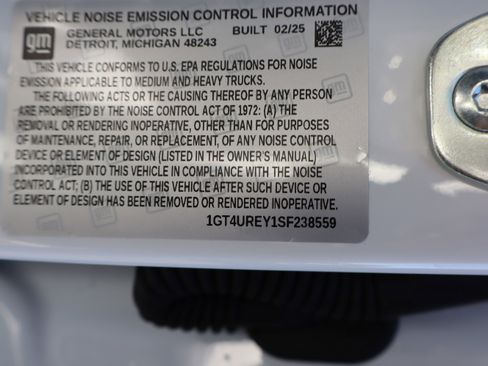 VEHICLE NOISE EMISSION CONTROL INFORMATION
gm
GENERAL MOTORS LLC BUILT 02/25
DETROIT, MICHIGAN 48243
THIS VEHICLE CONFORMS TO U.S. EPA REGULATIONS FOR NOISE
EMISSION APPLICABLE TO MEDIUM AND HEAVY TRUCKS.
THE FOLLOWING ACTS OR THE CAUSING THEREOF BY ANY PERSON
ARE PROHIBITED BY THE NOISE CONTROL ACT OF 1972: (A) THE
REMOVAL OR RENDERING INOPERATIVE, OTHER THAN FOR PURPOSES
OF MAINTENANCE, REPAIR, OR REPLACEMENT, OF ANY NOISE CONTROL
DEVICE OR ELEMENT OF DESIGN (LISTED IN THE OWNER'S MANUAL)
INCORPORATED INTO THIS VEHICLE IN COMPLIANCE WITH THE NOISE
CONTROL ACT; (B) THE USE OF THIS VEHICLE AFTER SUCH DEVICE OR
ELEMENT OF DESIGN HAS BEEN REMOVED OR RENDERED INOPERATIVE.
1GT4UREY1SF238559